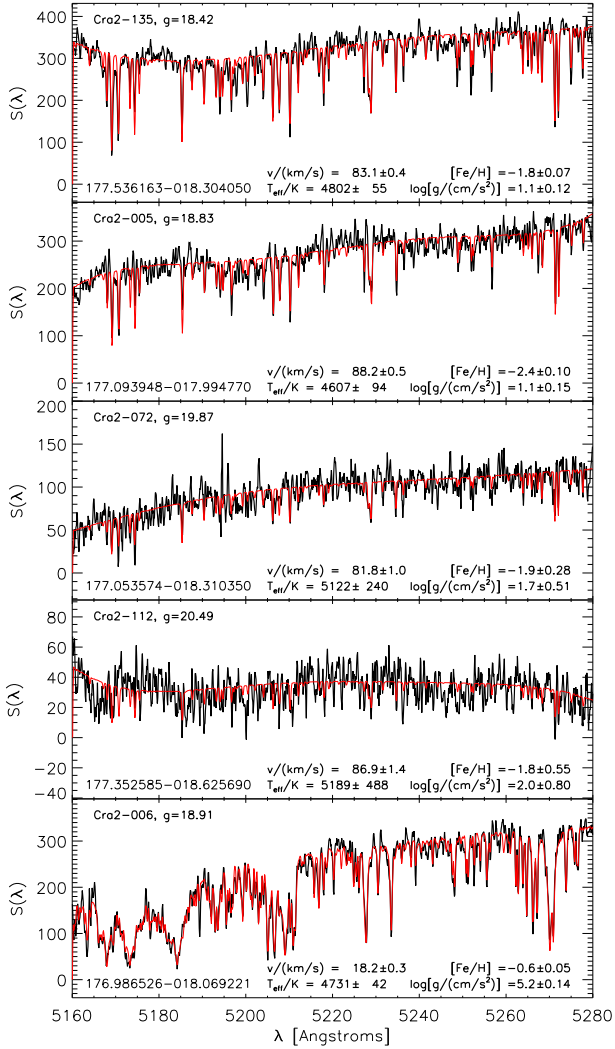 Cra2-135, g=18.42
400
300
200
100
0
S(λ)
v/(km/s) = 83.1±0.4 [Fe/H] =-1.8±0.07
177.536163-018.304050 T_eff/K = 4802± 55 log[g/(cm/s²)] =1.1±0.12
Cra2-005, g=18.83
300
200
100
0
S(λ)
v/(km/s) = 88.2±0.5 [Fe/H] =-2.4±0.10
177.093948-017.994770 T_eff/K = 4607± 94 log[g/(cm/s²)] =1.1±0.15
200
Cra2-072, g=19.87
150
100
50
0
S(λ)
v/(km/s) = 81.8±1.0 [Fe/H] =-1.9±0.28
177.053574-018.310350 T_eff/K = 5122± 240 log[g/(cm/s²)] =1.7±0.51
Cra2-112, g=20.49
80
60
40
20
0
-20
-40
S(λ)
v/(km/s) = 86.9±1.4 [Fe/H] =-1.8±0.55
177.352585-018.625690 T_eff/K = 5189± 488 log[g/(cm/s²)] =2.0±0.80
Cra2-006, g=18.91
300
200
100
0
S(λ)
v/(km/s) = 18.2±0.3 [Fe/H] =-0.6±0.05
176.986526-018.069221 T_eff/K = 4731± 42 log[g/(cm/s²)] =5.2±0.14
5160 5180 5200 5220 5240 5260 5280
λ [Angstroms]